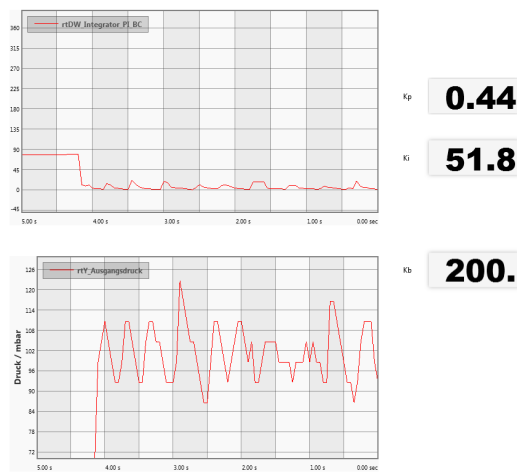 rtDW_Integrator_PI_BC
360
315
270
225
180
135
90
45
0
-45
5.00 s 4.00 s 3.00 s 2.00 s 1.00 s 0.00 sec
Kp 0.44
Ki 51.8
Kb 200.
rtY_Ausgangsdruck
Druck / mbar
126
120
114
108
102
96
90
84
78
72
5.00 s 4.00 s 3.00 s 2.00 s 1.00 s 0.00 sec